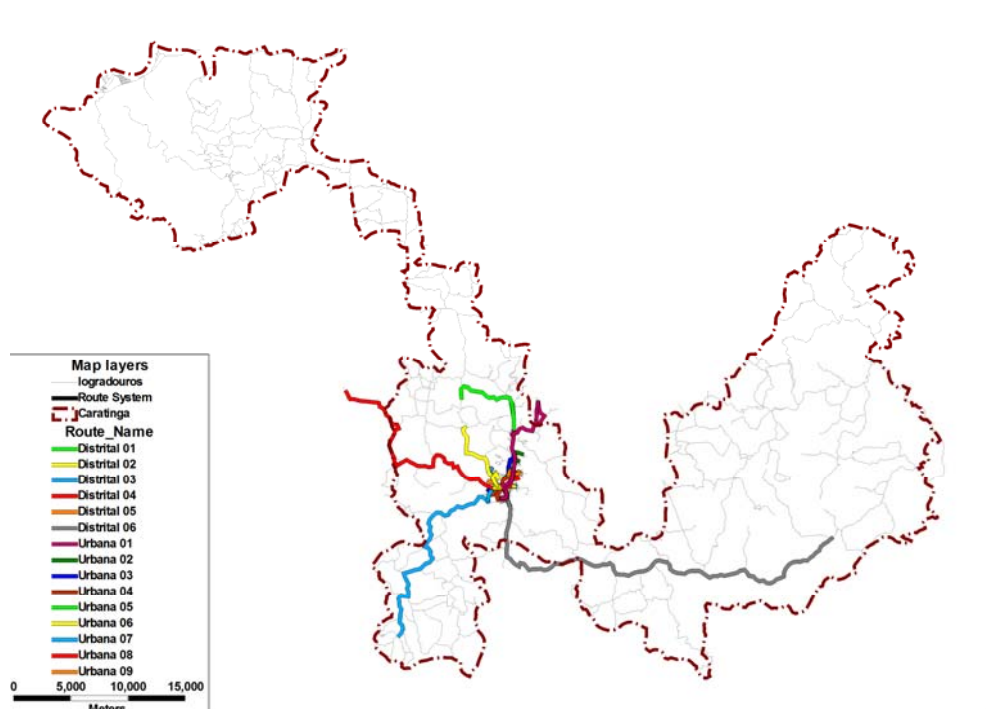 Map layers
logradouros
Route System
Caratinga
Route_Name
Distrital 01
Distrital 02
Distrital 03
Distrital 04
Distrital 05
Distrital 06
Urbana 01
Urbana 02
Urbana 03
Urbana 04
Urbana 05
Urbana 06
Urbana 07
Urbana 08
Urbana 09
0 5,000 10,000 15,000
Meters